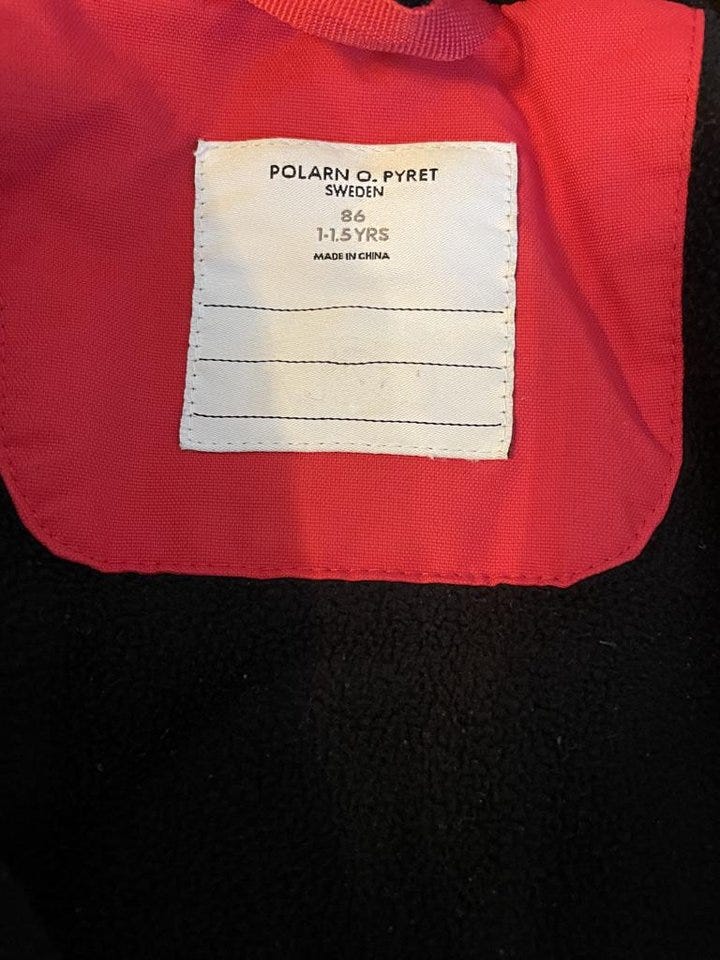 POLARN O. PYRET
SWEDEN
86
1-1.5 YRS
MADE IN CHINA